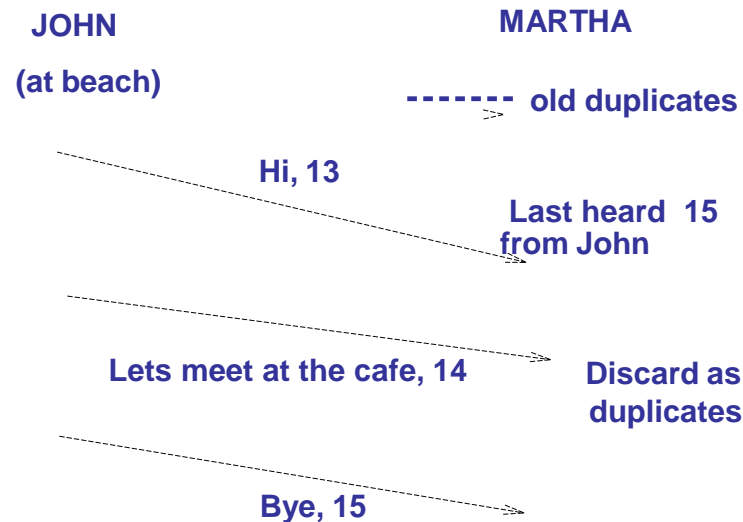 JOHN
MARTHA
(at beach)
old duplicates
Hi, 13
Last heard 15
from John
Lets meet at the cafe, 14
Discard as
duplicates
Bye, 15